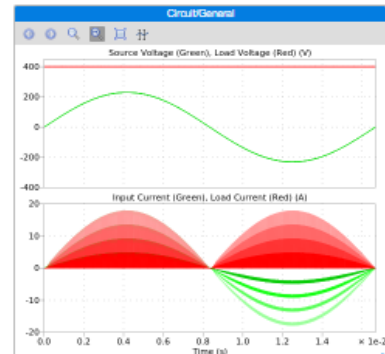 Circuit/General
Source Voltage (Green), Load Voltage (Red) (V)
400
200
0
-200
-400
Input Current (Green), Load Current (Red) (A)
20
10
0
-10
-20
0.0 0.2 0.4 0.6 0.8 1.0 1.2 1.4
× 1e-2
Time (s)